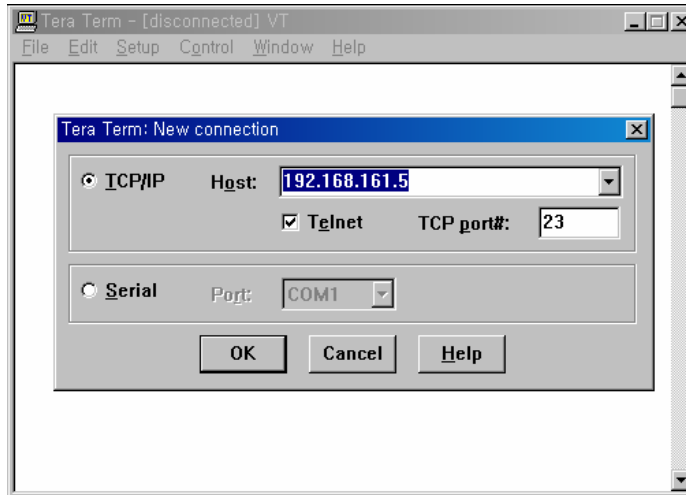 Tera Term - [disconnected] VT
File Edit Setup Control Window Help
Tera Term: New connection
TCP/IP Host: 192.168.161.5
Telnet TCP port#: 23
Serial Port: COM1
OK Cancel Help